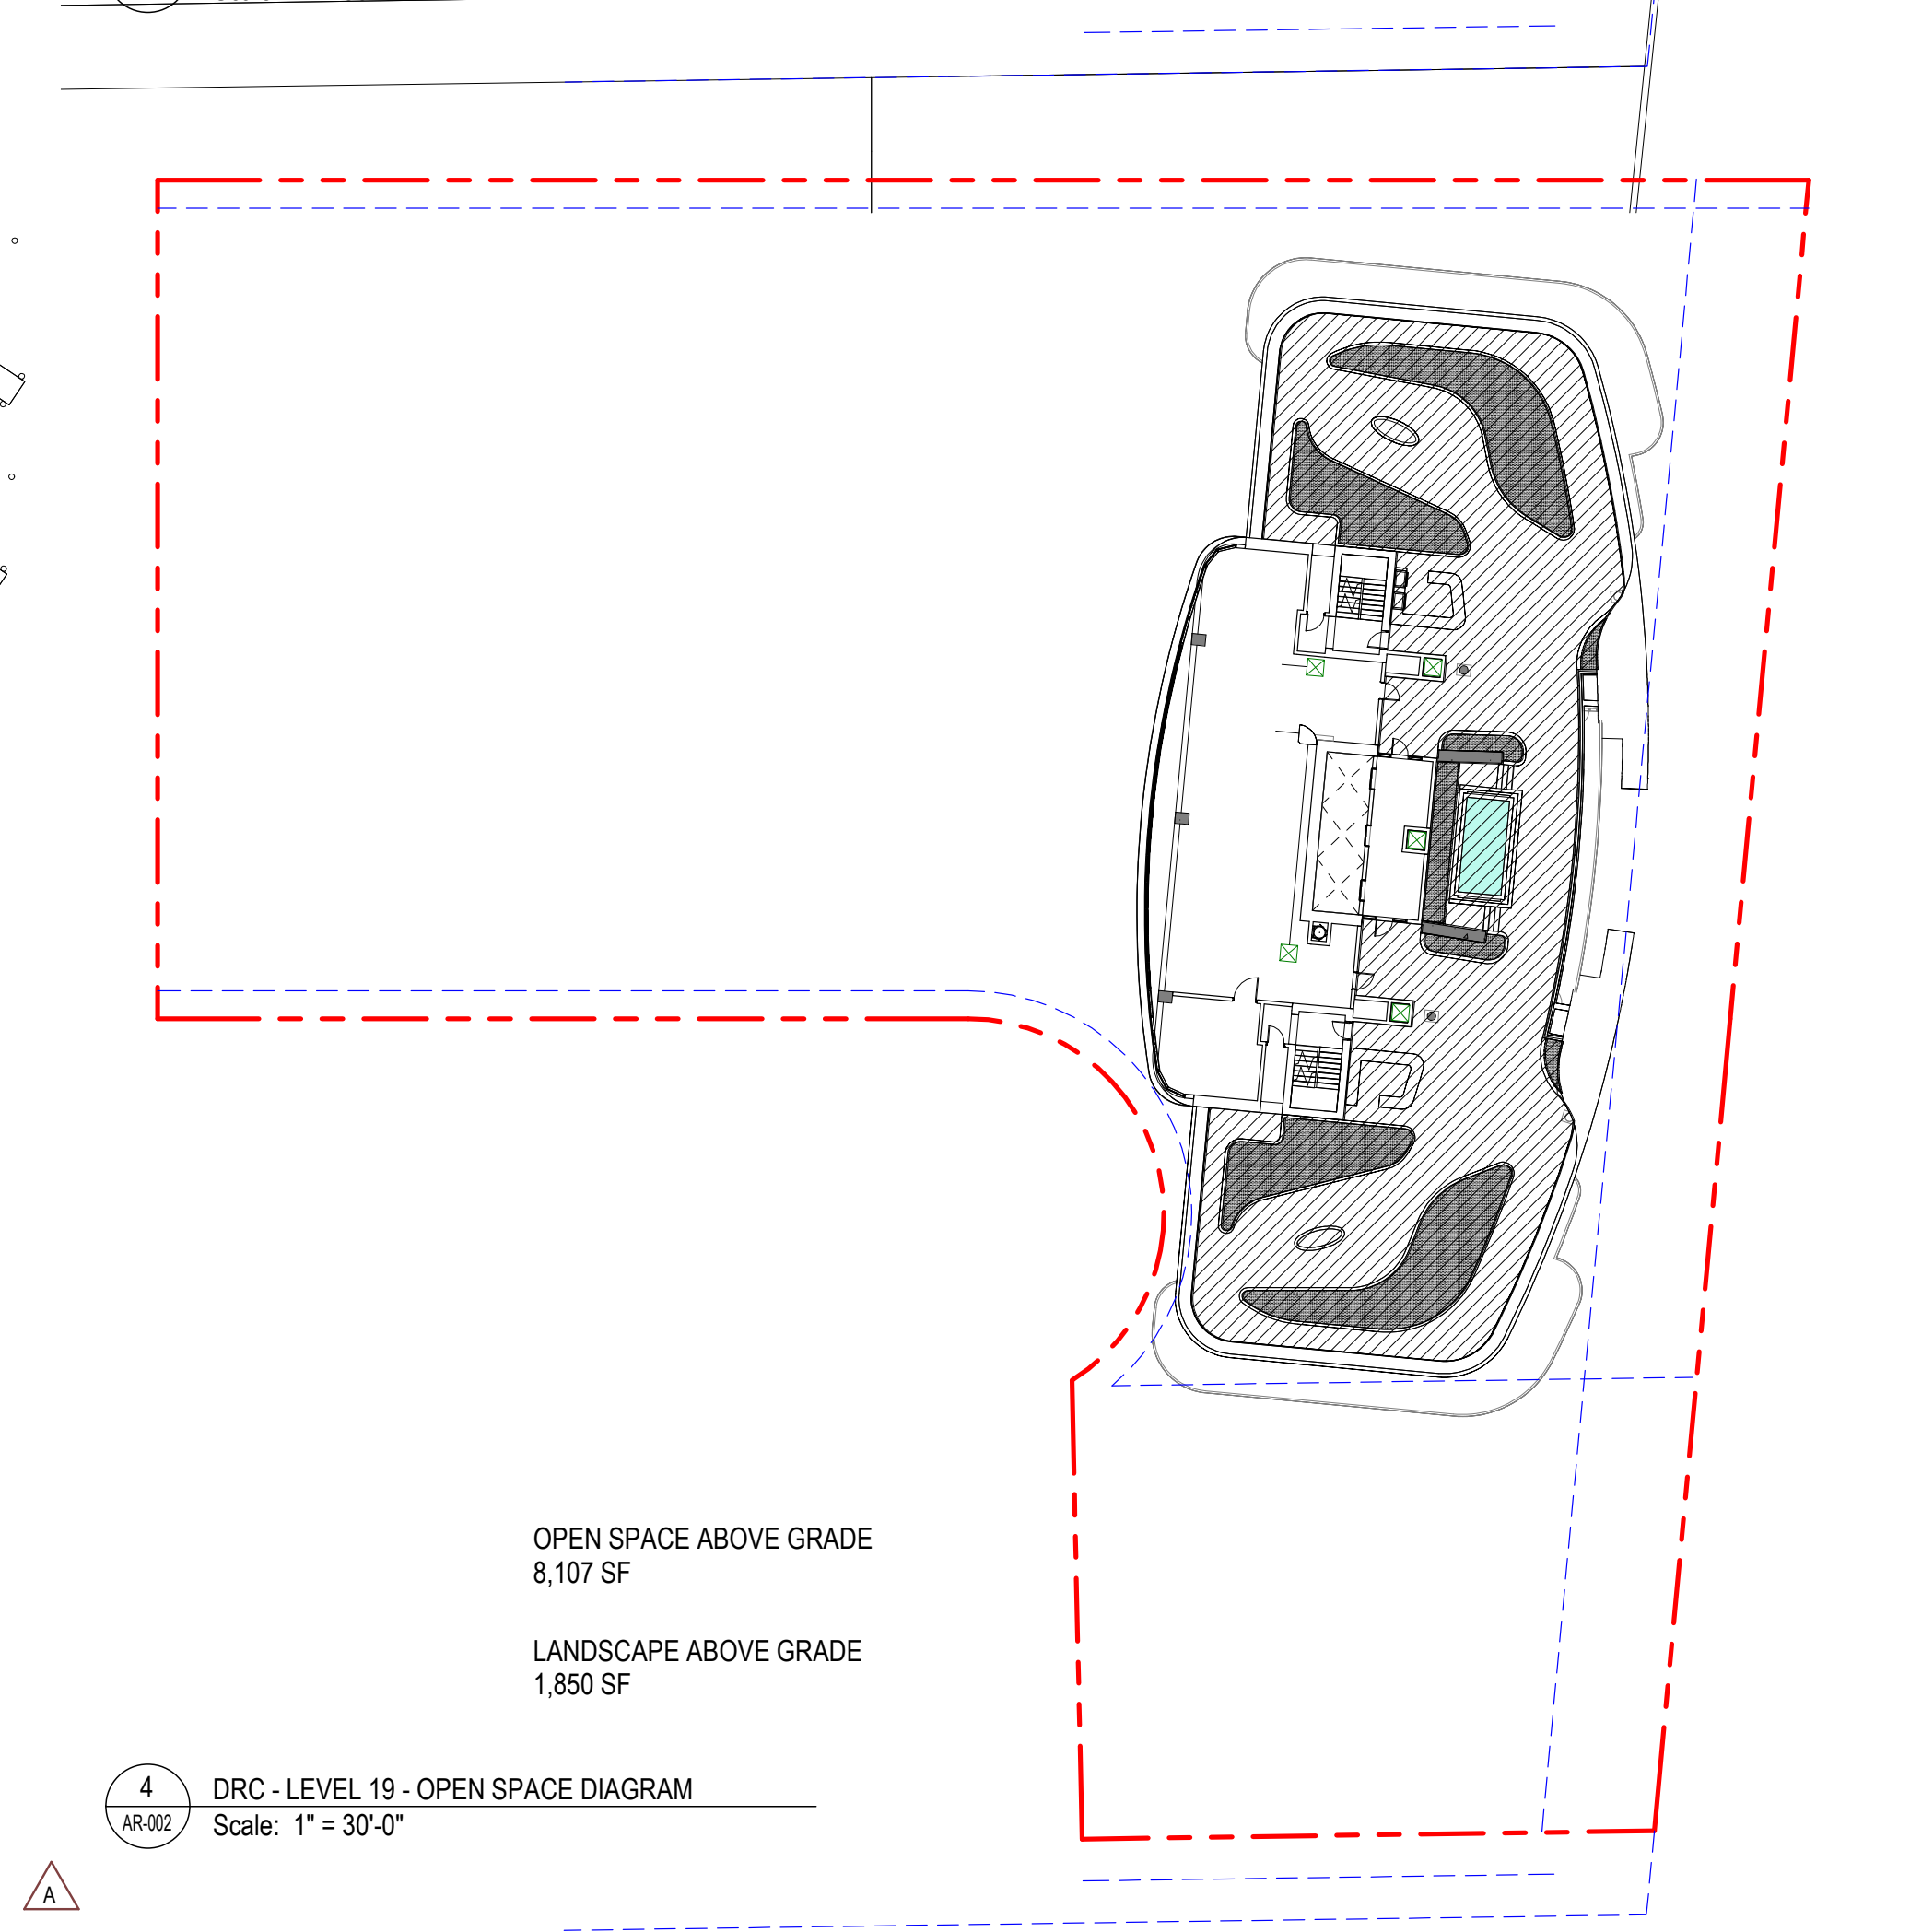 OPEN SPACE ABOVE GRADE
8,107 SF
LANDSCAPE ABOVE GRADE
1,850 SF
4
AR-002
DRC - LEVEL 19 - OPEN SPACE DIAGRAM
Scale: 1" = 30'-0"
A